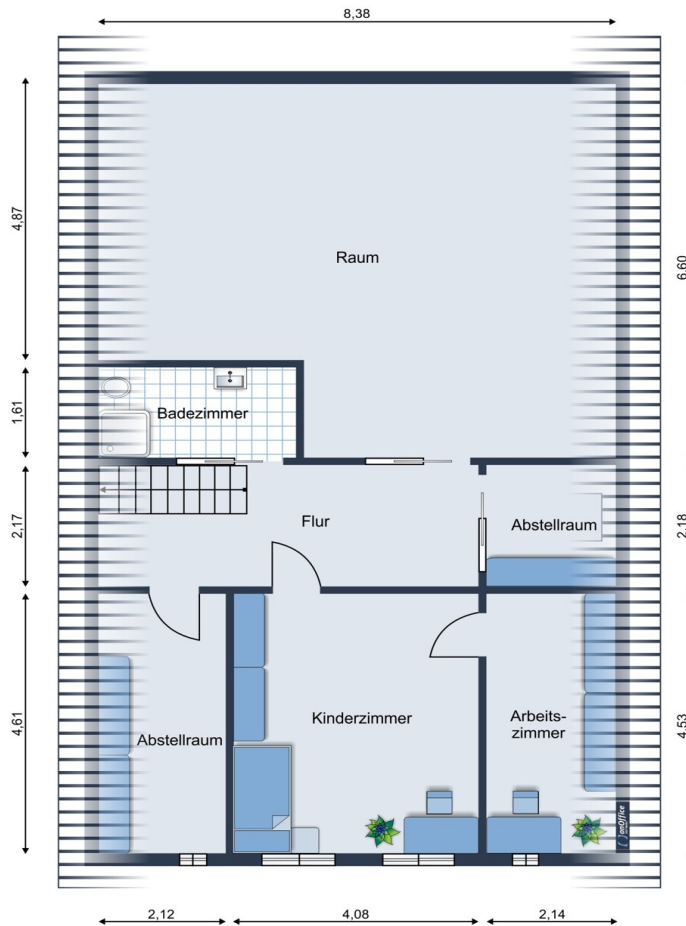 8,38
4,87
Raum
6,60
1,61
Badezimmer
2,17
Flur
Abstellraum
2,18
4,61
Abstellraum
Kinderzimmer
Arbeits-
zimmer
4,53
onOffice
2,12
4,08
2,14